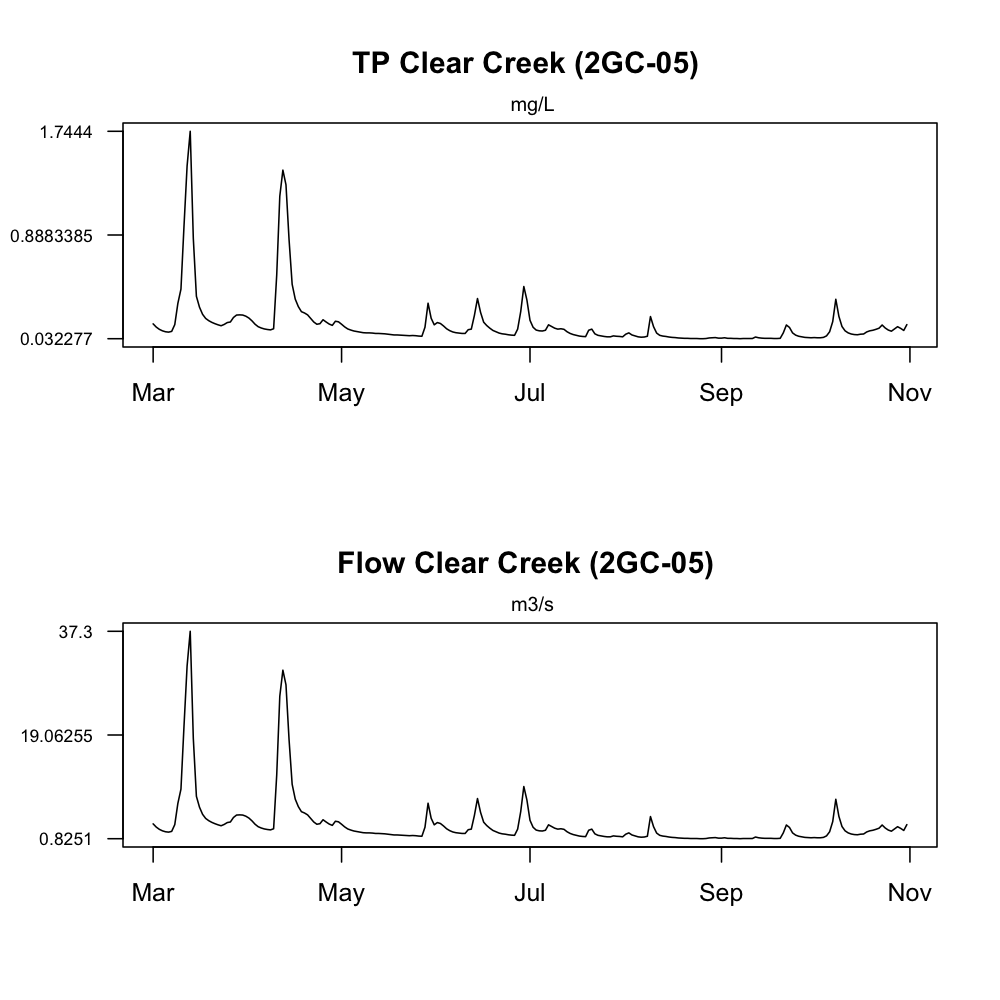 TP Clear Creek (2GC-05)
mg/L
1.7444
0.8883385
0.032277
Mar May Jul Sep Nov
Flow Clear Creek (2GC-05)
m3/s
37.3
19.06255
0.8251
Mar May Jul Sep Nov